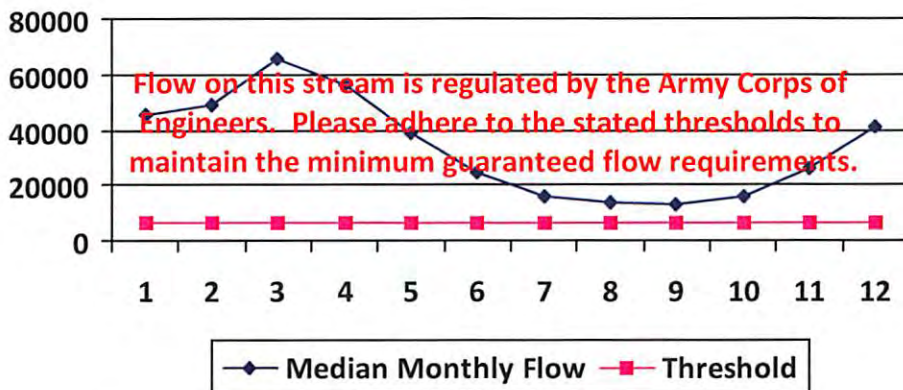 80000
60000
40000
20000
0
Flow on this stream is regulated by the Army Corps of
Engineers. Please adhere to the stated thresholds to
maintain the minimum guaranteed flow requirements.
1 2 3 4 5 6 7 8 9 10 11 12
Median Monthly Flow Threshold